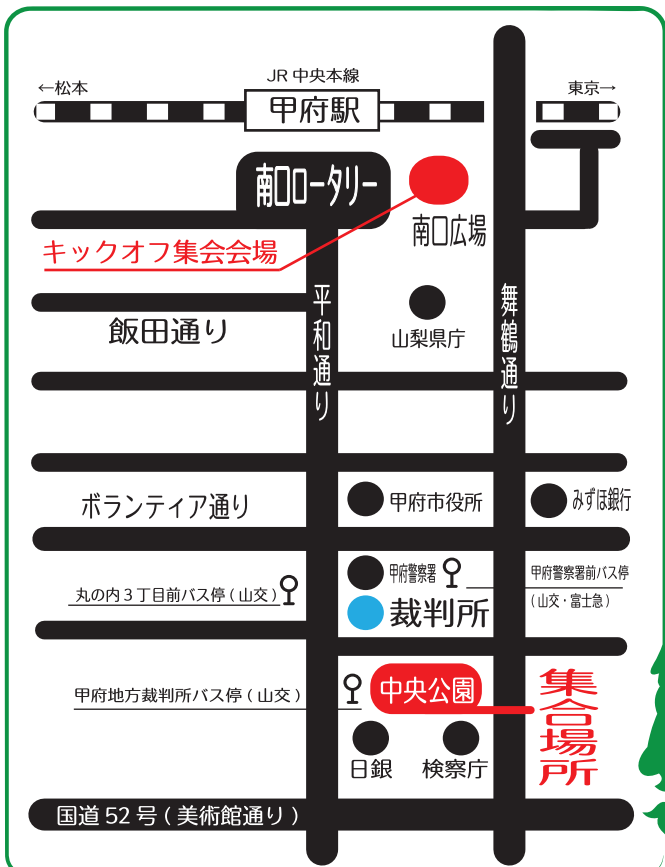 JR 中央本線
←松本
東京→
甲府駅
南口ロータリー
南口広場
キックオフ集会会場
飯田通り
平和通り
舞鶴通り
山梨県庁
ボランティア通り
甲府市役所
みずほ銀行
甲府警察署
甲府警察署前バス停
(山交・富士急)
丸の内3丁目前バス停(山交)
裁判所
甲府地方裁判所バス停(山交)
中央公園
集合場所
日銀
検察庁
国道52号(美術館通り)